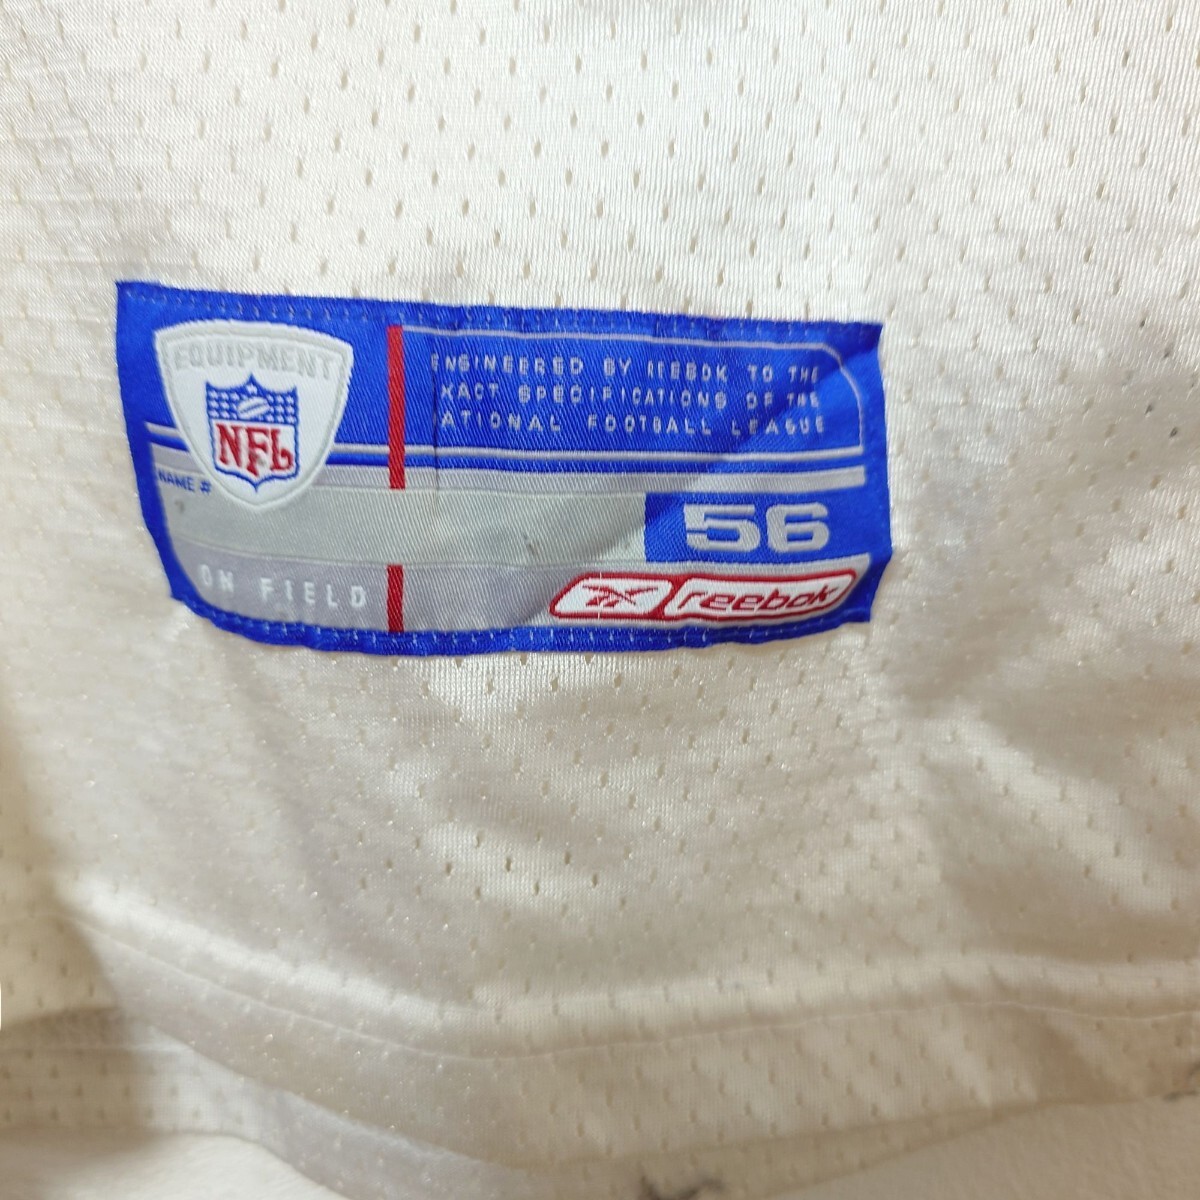 EQUIPMENT
NFL
ENGINEERED BY REEBOK TO THE
XACT SPECIFICATIONS OF THE
ATIONAL FOOTBALL LEAGUE
NAME #
56
ON FIELD
reebok